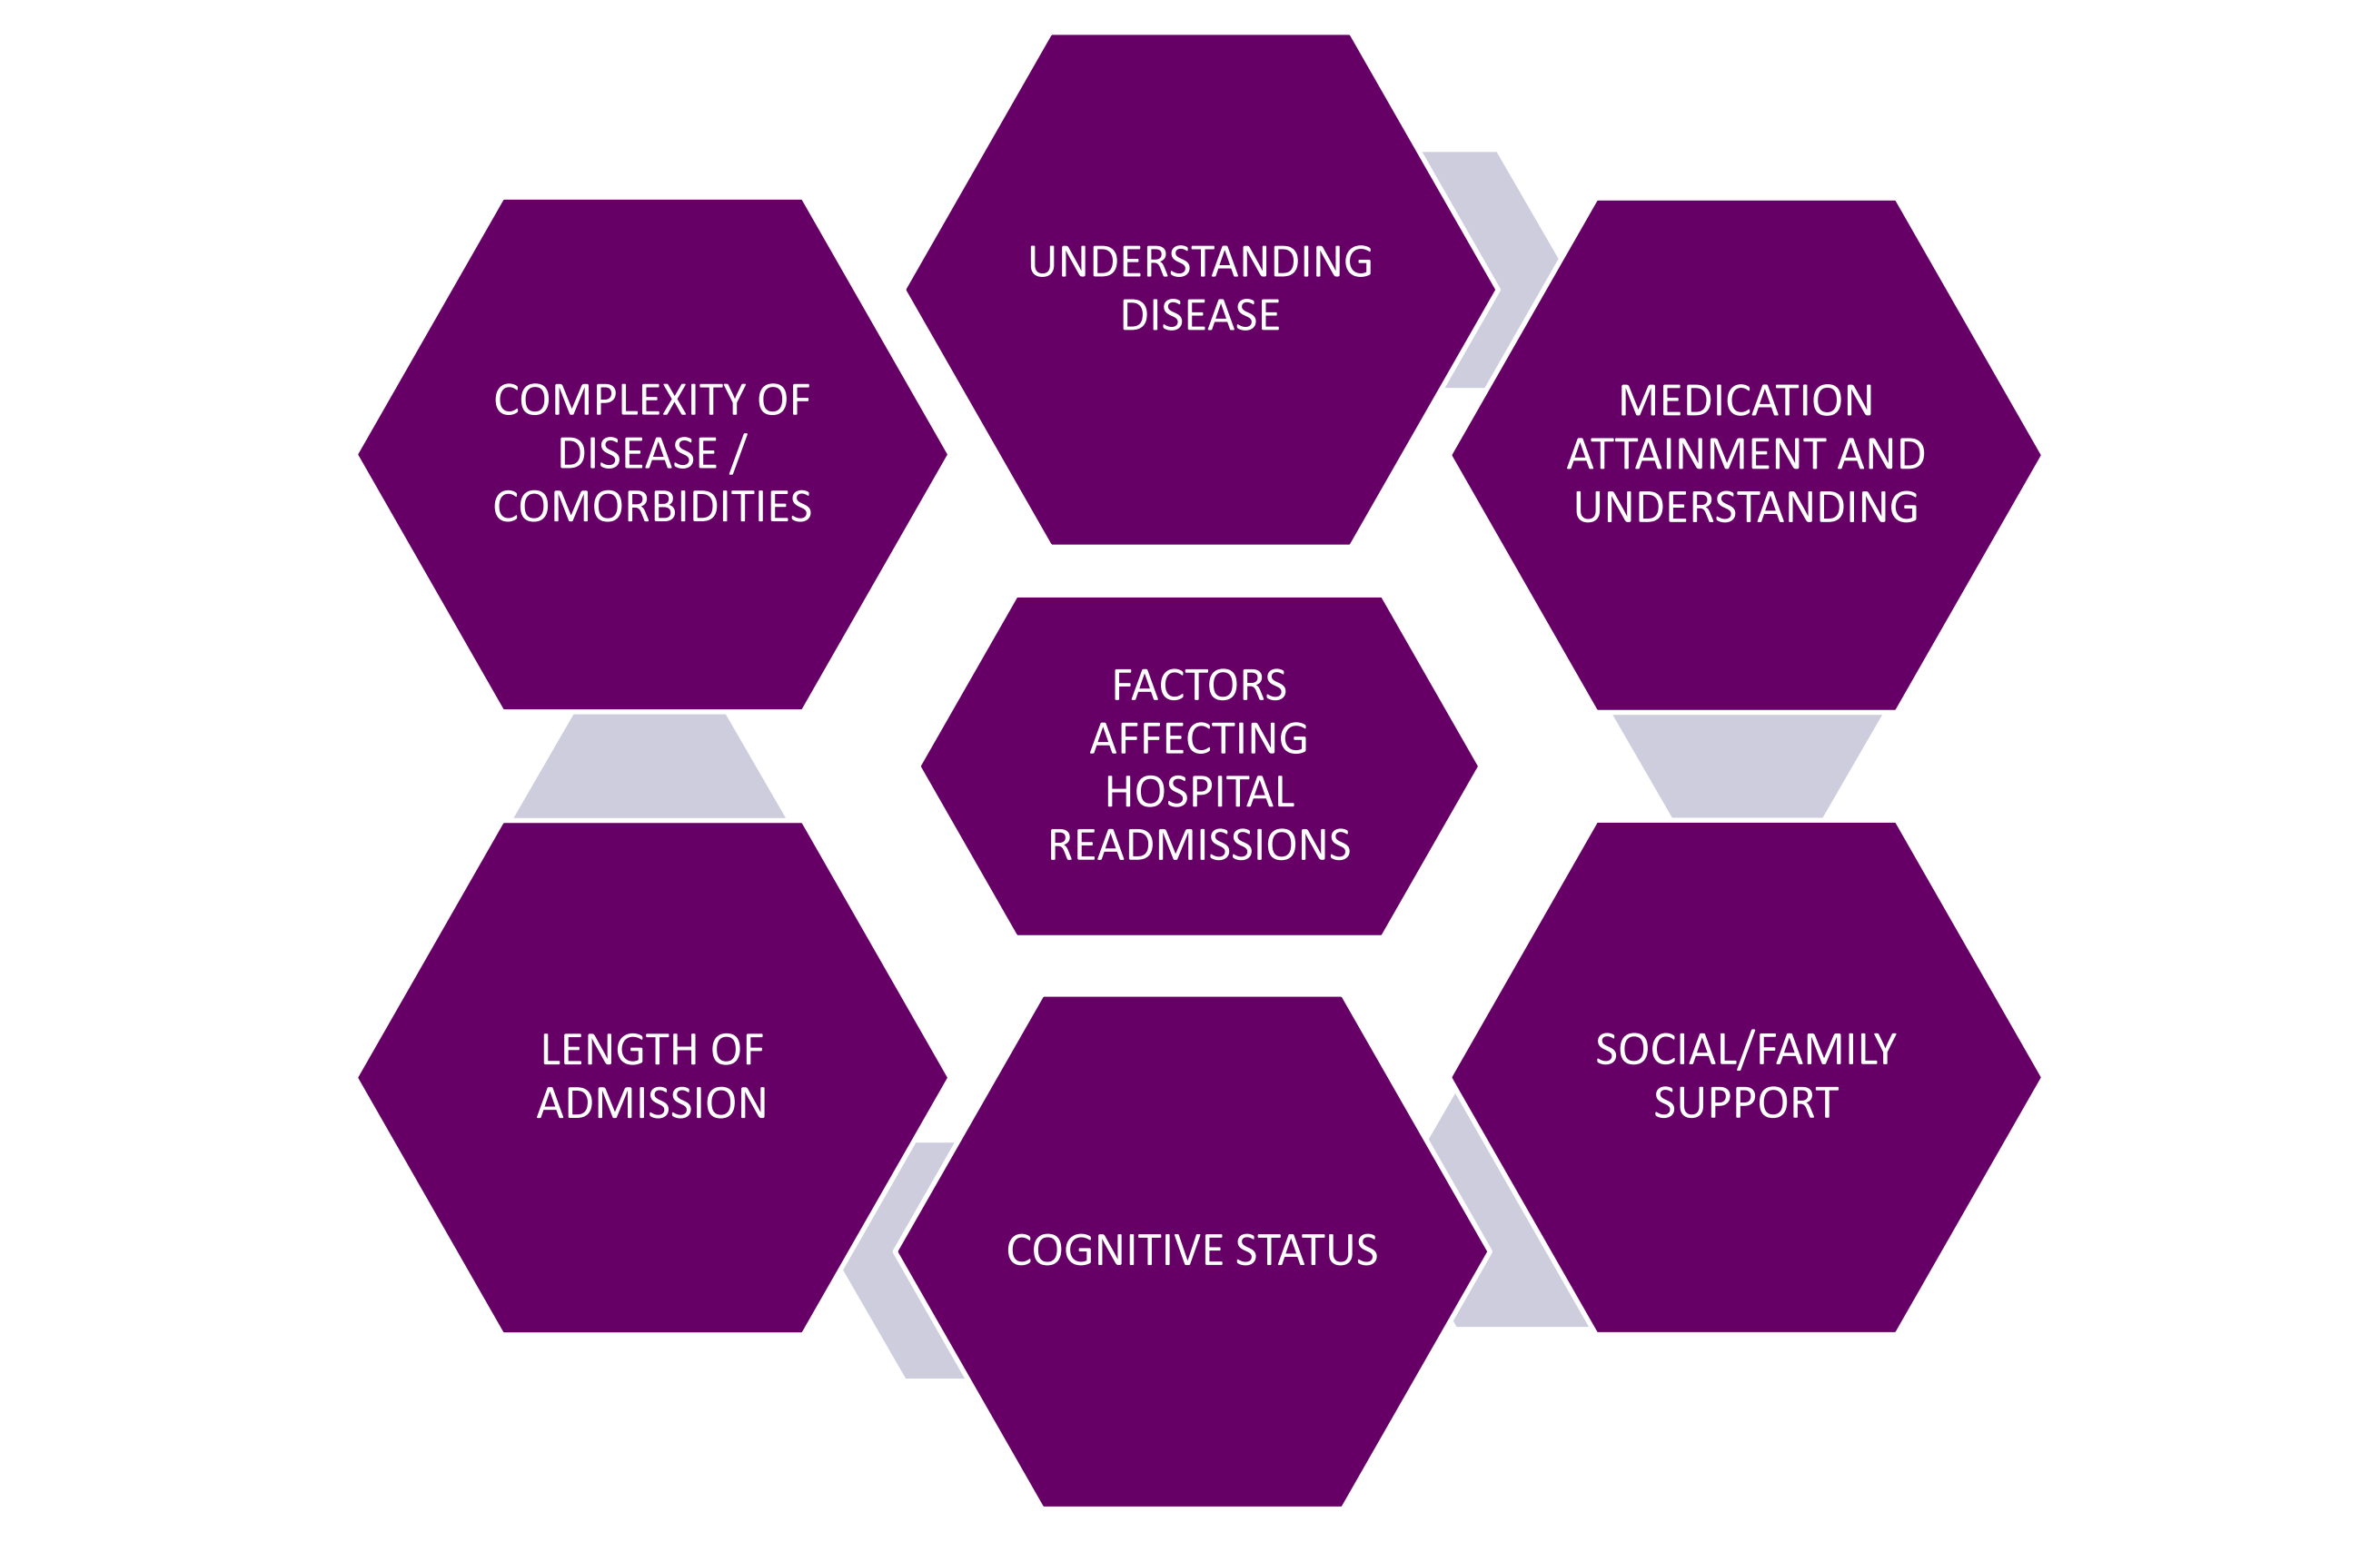 UNDERSTANDING
DISEASE
COMPLEXITY OF
DISEASE /
COMORBIDITIES
MEDICATION
ATTAINMENT AND
UNDERSTANDING
FACTORS
AFFECTING
HOSPITAL
READMISSIONS
LENGTH OF
ADMISSION
SOCIAL/FAMILY
SUPPORT
COGNITIVE STATUS